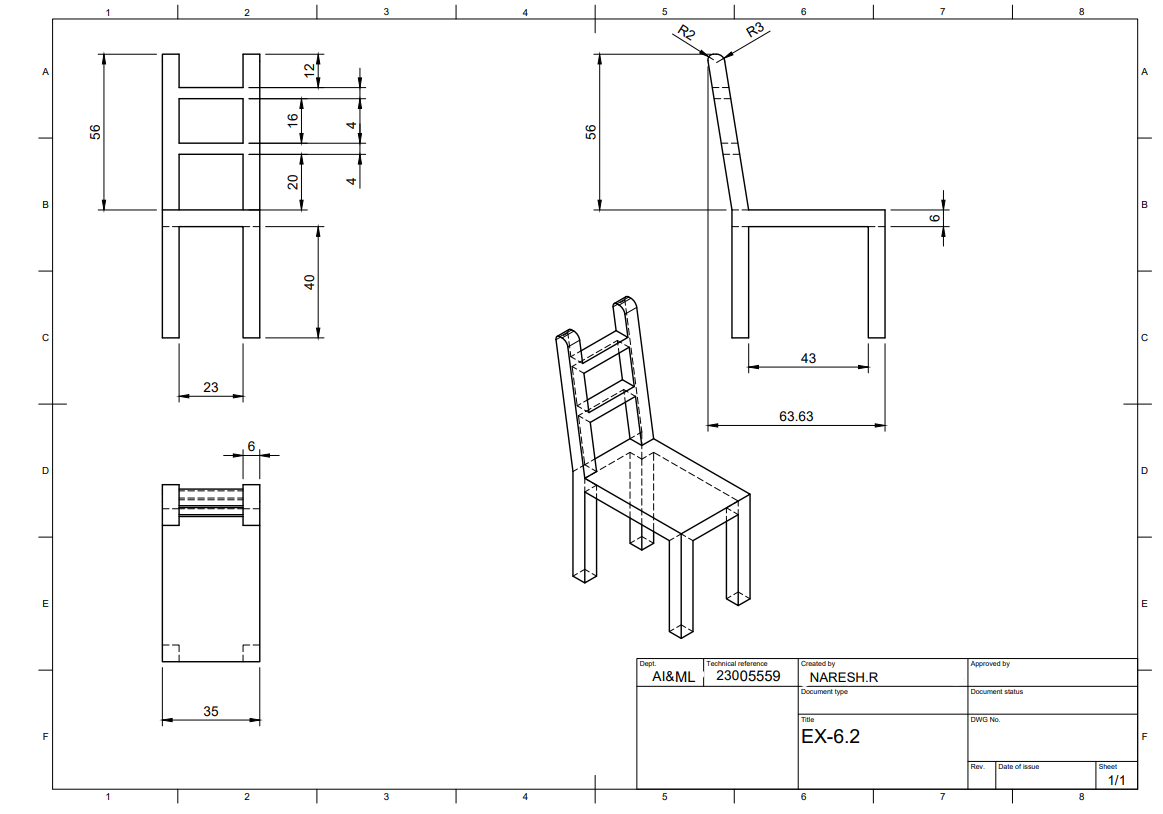 1 2 3 4 5 6 7 8
A A
B B
C C
D D
E E
F F
56
12
16
4
20
4
40
23
R2
R3
56
6
43
63.63
6
35
Dept.
AI&ML
Technical reference
23005559
Created by
NARESH.R
Approved by
Document type
Document status
Title
EX-6.2
DWG No.
Rev.
Date of issue
Sheet
1/1
1 2 3 4 5 6 7 8